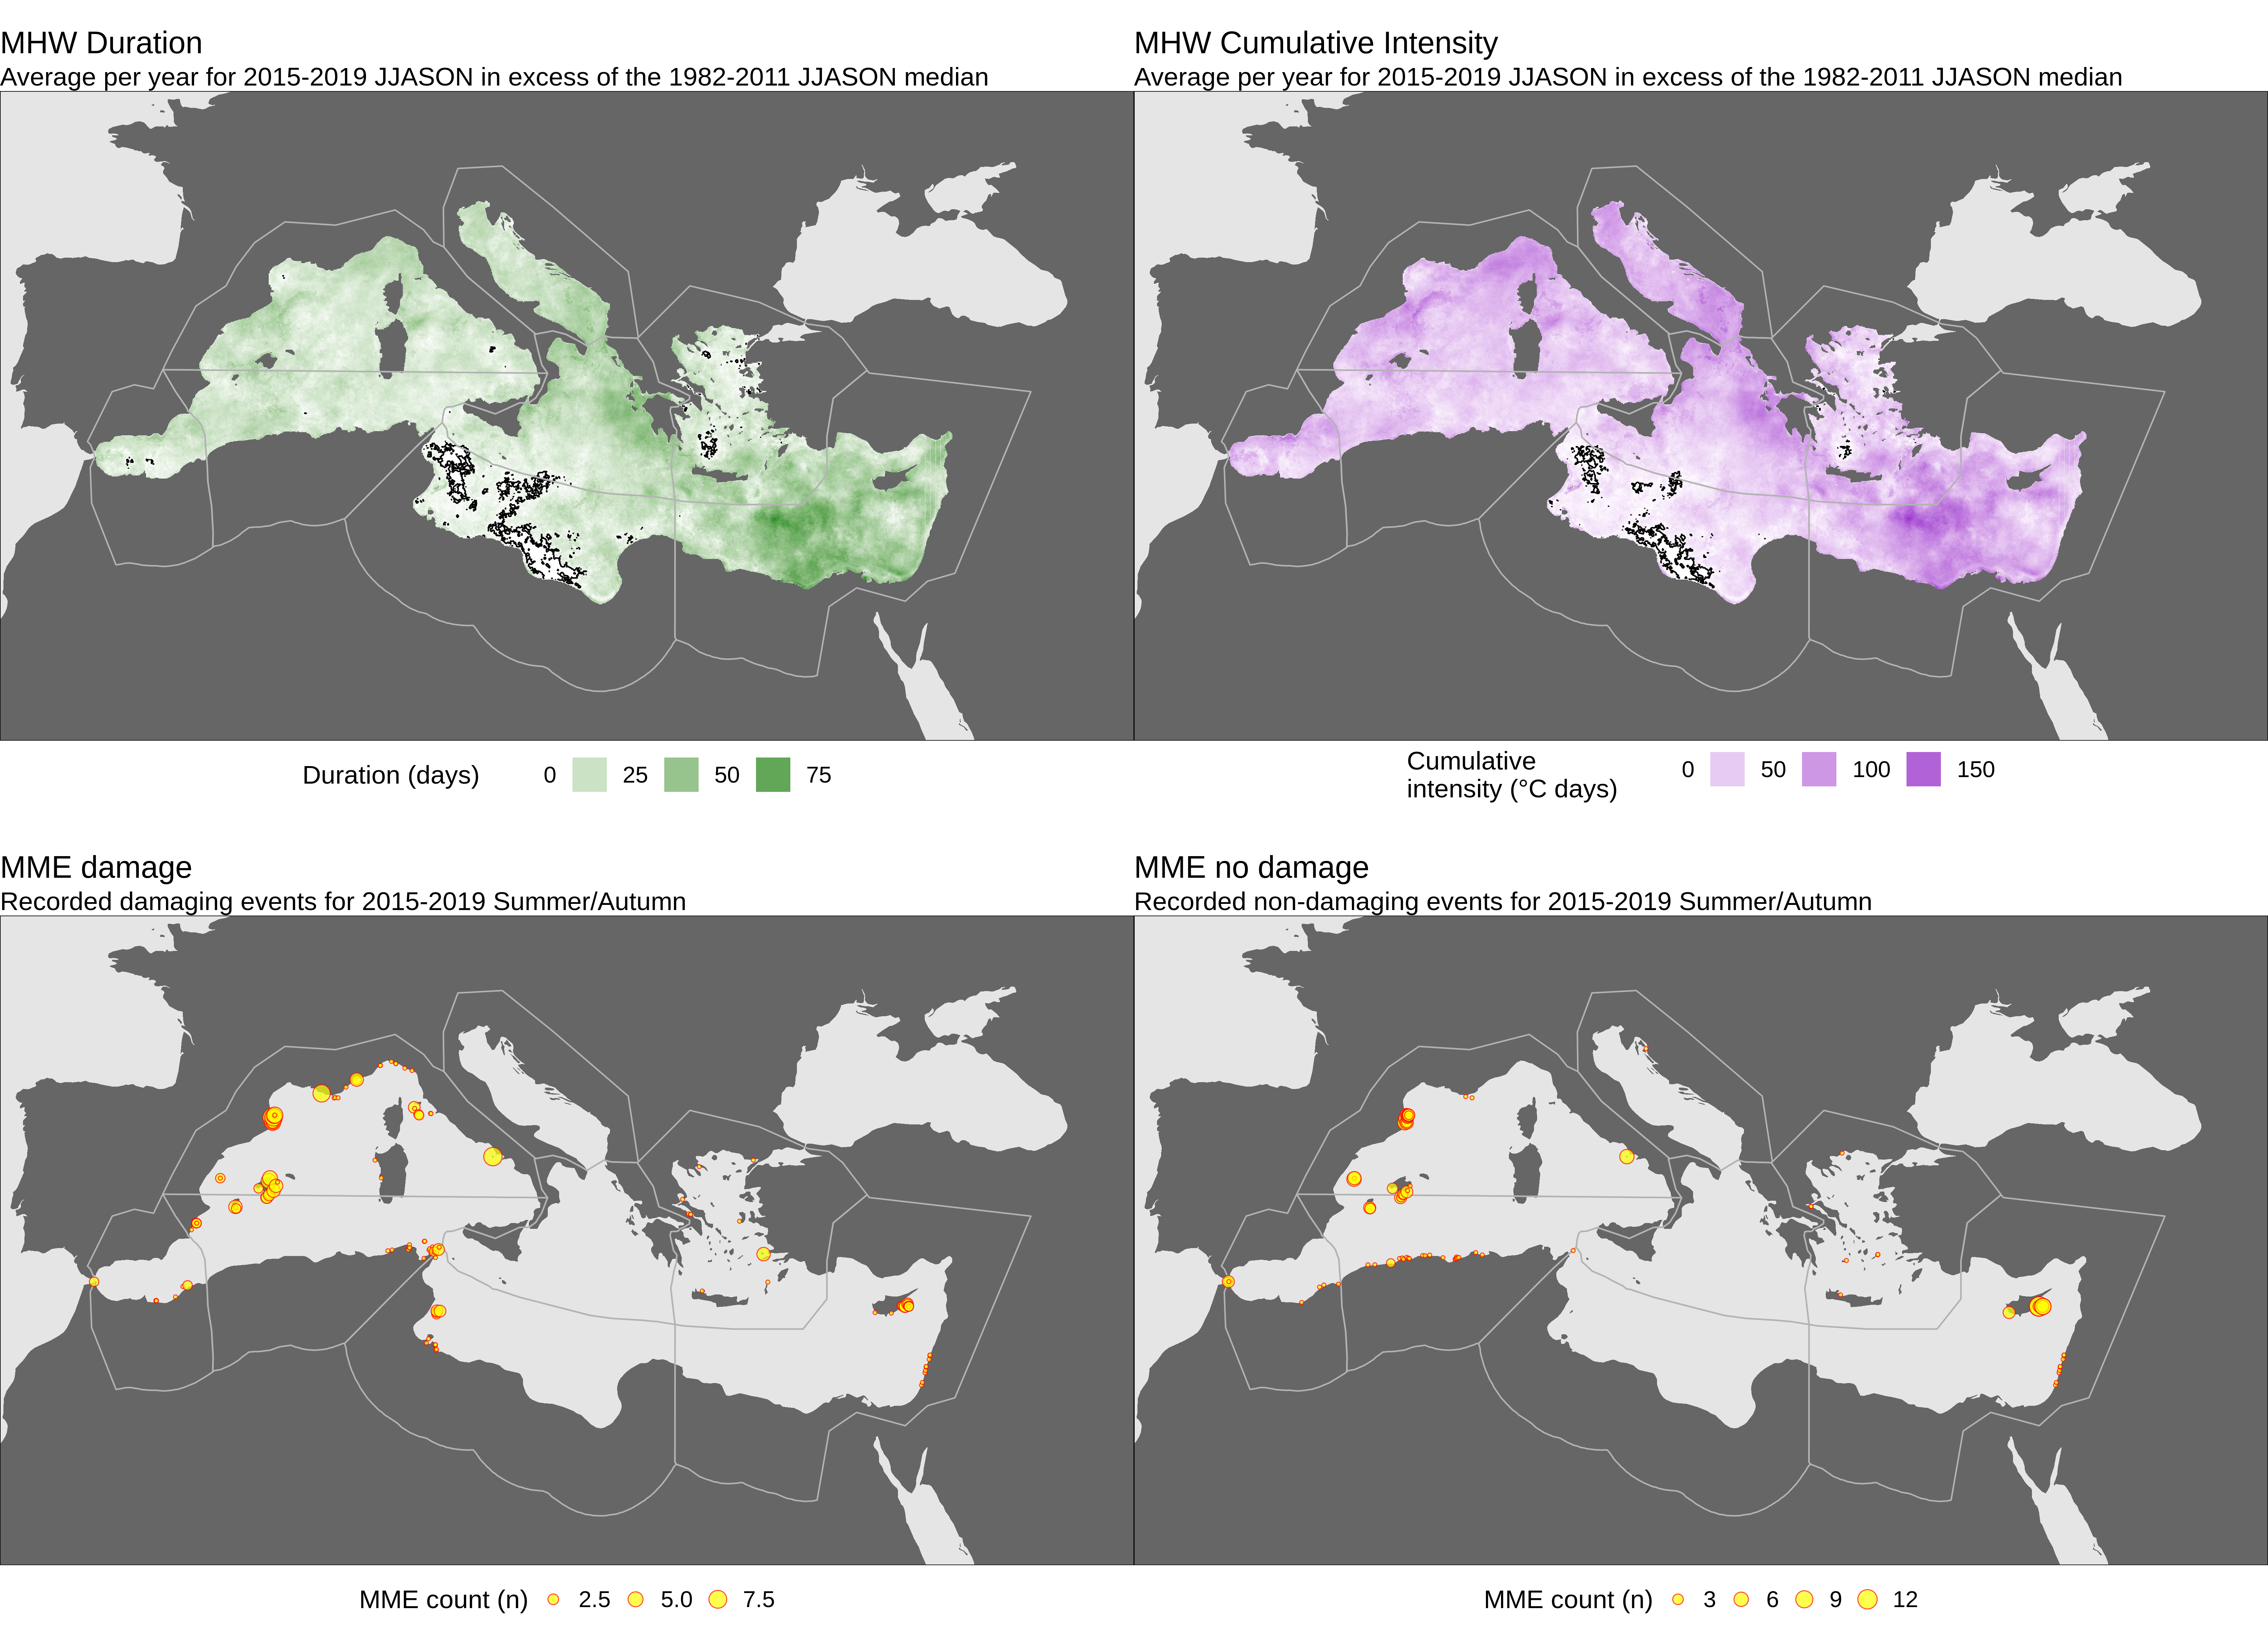 MHW Duration
Average per year for 2015-2019 JJASON in excess of the 1982-2011 JJASON median
Duration (days) 0 25 50 75
MHW Cumulative Intensity
Average per year for 2015-2019 JJASON in excess of the 1982-2011 JJASON median
Cumulative
intensity (°C days) 0 50 100 150
MME damage
Recorded damaging events for 2015-2019 Summer/Autumn
MME count (n) 2.5 5.0 7.5
MME no damage
Recorded non-damaging events for 2015-2019 Summer/Autumn
MME count (n) 3 6 9 12